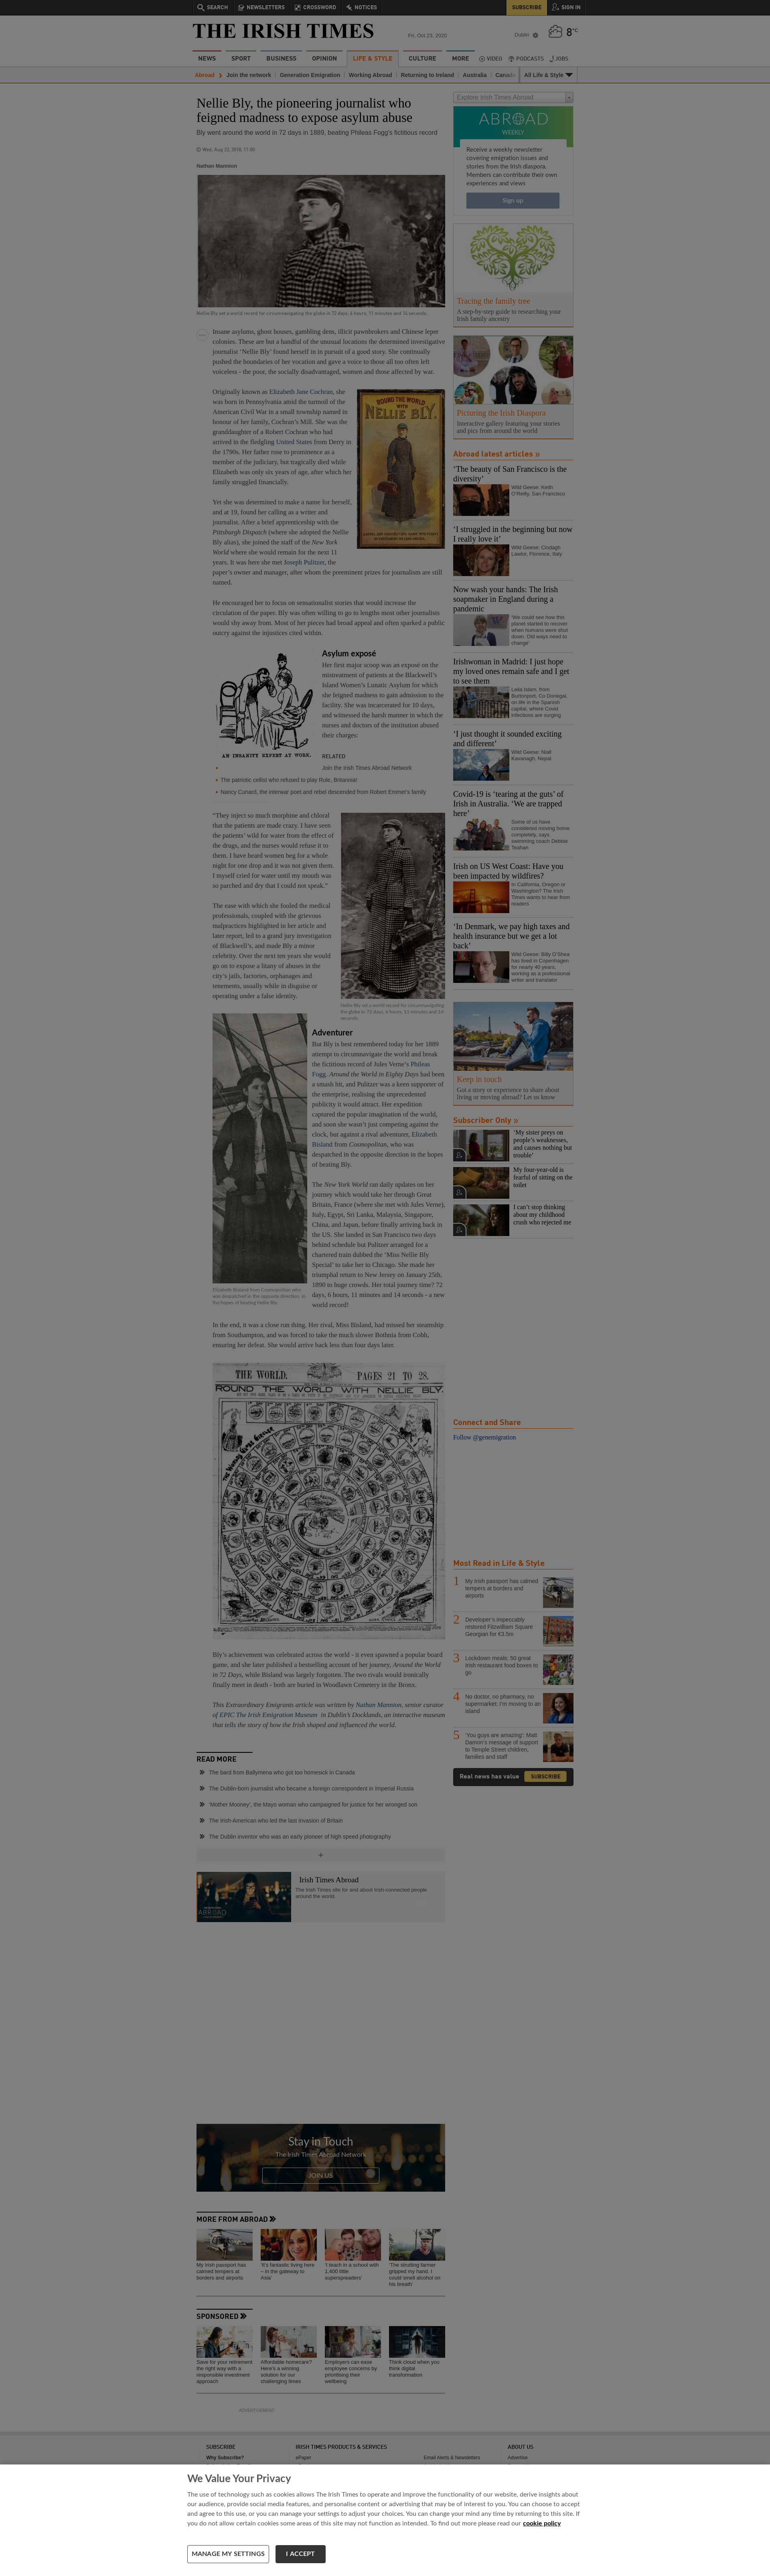 SEARCH NEWSLETTERS CROSSWORD NOTICES SUBSCRIBE SIGN IN
THE IRISH TIMES
Fri, Oct 23, 2020
Dublin 8°C
NEWS SPORT BUSINESS OPINION LIFE & STYLE CULTURE MORE VIDEO PODCASTS JOBS
Abroad Join the network Generation Emigration Working Abroad Returning to Ireland Australia Canada All Life & Style
Nellie Bly, the pioneering journalist who
feigned madness to expose asylum abuse
Bly went around the world in 72 days in 1889, beating Phileas Fogg's fictional record
Wed, Aug 22, 2018, 11:00
Nathan Mannion
Nellie Bly set a world record for circumnavigating the globe in 72 days, 6 hours, 11 minutes and 14 seconds.
Insane asylums, ghost houses, gambling dens, illicit pawnbrokers and Chinese leper
colonies. These are but a handful of the unusual locations the determined investigative
journalist 'Nellie Bly' found herself in in pursuit of a good story. She continually
pushed the boundaries of her vocation and gave a voice to those all too often left
voiceless - the poor, the socially disadvantaged, women and those affected by war.
Originally known as Elizabeth Jane Cochran, she
was born in Pennsylvania amid the turmoil of the
American Civil War in a small township named in
honour of her family, Cochran's Mill. She was the
granddaughter of a Robert Cochran who had
arrived in the fledgling United States from Derry in
the 1790s. Her father rose to prominence as a
member of the judiciary, but tragically died while
Elizabeth was only six years of age, after which her
family struggled financially.
ROUND THE WORLD
WITH
NELLIE BLY.
Yet she was determined to make a name for herself,
and at 19, found her calling as a writer and
journalist. After a brief apprenticeship with the
Pittsburgh Dispatch (where she adopted the Nellie
Bly alias), she joined the staff of the New York
World where she would remain for the next 11
years. It was here she met Joseph Pulitzer, the
paper's owner and manager, after whom the preeminent prizes for journalism are still
named.
He encouraged her to focus on sensationalist stories that would increase the
circulation of the paper. Bly was often willing to go to lengths most other journalists
would shy away from. Most of her pieces had broad appeal and often sparked a public
outcry against the injustices cited within.
AN INSANITY EXPERT AT WORK.
Asylum exposé
Her first major scoop was an exposé on the
mistreatment of patients at the Blackwell's
Island Women's Lunatic Asylum for which
she feigned madness to gain admission to the
facility. She was incarcerated for 10 days,
and witnessed the harsh manner in which the
nurses and doctors of the institution abused
their charges:
RELATED
Join the Irish Times Abroad Network
The patriotic cellist who refused to play Rule, Britannia!
Nancy Cunard, the interwar poet and rebel descended from Robert Emmet's family
"They inject so much morphine and chloral
that the patients are made crazy. I have seen
the patients' wild for water from the effect of
the drugs, and the nurses would refuse it to
them. I have heard women beg for a whole
night for one drop and it was not given them.
I myself cried for water until my mouth was
so parched and dry that I could not speak."
The ruse with which she fooled the medical
professionals, coupled with the grievous
malpractices highlighted in her article and
later report, led to a grand jury investigation
of Blackwell's, and made Bly a minor
celebrity. Over the next ten years she would
go on to expose a litany of abuses in the
city's jails, factories, orphanages and
tenements, usually while in disguise or
operating under a false identity.
Nellie Bly set a world record for circumnavigating
the globe in 72 days, 6 hours, 11 minutes and 14
seconds.
Adventurer
But Bly is best remembered today for her 1889
attempt to circumnavigate the world and break
the fictitious record of Jules Verne's Phileas
Fogg. Around the World in Eighty Days had been
a smash hit, and Pulitzer was a keen supporter of
the enterprise, realising the unprecedented
publicity it would attract. Her expedition
captured the popular imagination of the world,
and soon she wasn't just competing against the
clock, but against a rival adventurer, Elizabeth
Bisland from Cosmopolitan, who was
despatched in the opposite direction in the hopes
of beating Bly.
The New York World ran daily updates on her
journey which would take her through Great
Britain, France (where she met with Jules Verne),
Italy, Egypt, Sri Lanka, Malaysia, Singapore,
China, and Japan, before finally arriving back in
the US. She landed in San Francisco two days
behind schedule but Pulitzer arranged for a
chartered train dubbed the 'Miss Nellie Bly
Special' to take her to Chicago. She made her
triumphal return to New Jersey on January 25th,
1890 to huge crowds. Her total journey time? 72
days, 6 hours, 11 minutes and 14 seconds - a new
world record!
Elizabeth Bisland from Cosmopolitan who
was despatched in the opposite direction, in
the hopes of beating Nellie Bly.
In the end, it was a close run thing. Her rival, Miss Bisland, had missed her steamship
from Southampton, and was forced to take the much slower Bothnia from Cobh,
ensuring her defeat. She would arrive back less than four days later.
THE WORLD. PAGES 21 TO 28.
ROUND THE WORLD WITH NELLIE BLY.
Bly's achievement was celebrated across the world - it even spawned a popular board
game, and she later published a bestselling account of her journey, Around the World
in 72 Days, while Bisland was largely forgotten. The two rivals would ironically
finally meet in death - both are buried in Woodlawn Cemetery in the Bronx.
This Extraordinary Emigrants article was written by Nathan Mannion, senior curator
of EPIC The Irish Emigration Museum in Dublin's Docklands, an interactive museum
that tells the story of how the Irish shaped and influenced the world.
READ MORE
The bard from Ballymena who got too homesick in Canada
The Dublin-born journalist who became a foreign correspondent in Imperial Russia
'Mother Mooney', the Mayo woman who campaigned for justice for her wronged son
The Irish-American who led the last invasion of Britain
The Dublin inventor who was an early pioneer of high speed photography
+
ABROAD
Irish Times Abroad
The Irish Times site for and about Irish-connected people
around the world.
Stay in Touch
The Irish Times Abroad Network
JOIN US
MORE FROM ABROAD
My Irish passport has
calmed tempers at
borders and airports
'It's fantastic living here
– in the gateway to
Asia'
'I teach in a school with
1,400 little
superspreaders'
'The strutting farmer
gripped my hand. I
could smell alcohol on
his breath'
SPONSORED
Save for your retirement
the right way with a
responsible investment
approach
Affordable homecare?
Here's a winning
solution for our
challenging times
Employers can ease
employee concerns by
prioritising their
wellbeing
Think cloud when you
think digital
transformation
ADVERTISEMENT
Explore Irish Times Abroad
ABROAD
WEEKLY
Receive a weekly newsletter
covering emigration issues and
stories from the Irish diaspora.
Members can contribute their own
experiences and views
Sign up
Tracing the family tree
A step-by-step guide to researching your
Irish family ancestry
Picturing the Irish Diaspora
Interactive gallery featuring your stories
and pics from around the world
Abroad latest articles »
'The beauty of San Francisco is the
diversity'
Wild Geese: Keith
O'Reilly, San Francisco
'I struggled in the beginning but now
I really love it'
Wild Geese: Clodagh
Lawlor, Florence, Italy
Now wash your hands: The Irish
soapmaker in England during a
pandemic
'We could see how the
planet started to recover
when humans were shut
down. Old ways need to
change'
Irishwoman in Madrid: I just hope
my loved ones remain safe and I get
to see them
Leila Islam, from
Burtonport, Co Donegal,
on life in the Spanish
capital, where Covid
infections are surging
'I just thought it sounded exciting
and different'
Wild Geese: Niall
Kavanagh, Nepal
Covid-19 is 'tearing at the guts' of
Irish in Australia. 'We are trapped
here'
Some of us have
considered moving home
completely, says
swimming coach Debbie
Irish on US West Coast: Have you
been impacted by wildfires?
In California, Oregon or
Washington? The Irish
Times wants to hear from
readers
'In Denmark, we pay high taxes and
health insurance but we get a lot
back'
Wild Geese: Billy O'Shea
has lived in Copenhagen
for nearly 40 years,
working as a professional
writer and translator
Keep in touch
Got a story or experience to share about
living or moving abroad? Let us know
Subscriber Only »
'My sister preys on
people's weaknesses,
and causes nothing but
trouble'
My four-year-old is
fearful of sitting on the
toilet
I can't stop thinking
about my childhood
crush who rejected me
Connect and Share
Follow @genemigration
Most Read in Life & Style
1 My Irish passport has calmed
tempers at borders and
airports
2 Developer's impeccably
restored Fitzwilliam Square
Georgian for €3.5m
3 Lockdown meals: 50 great
Irish restaurant food boxes to
go
4 No doctor, no pharmacy, no
supermarket: I'm moving to an
island
5 'You guys are amazing': Matt
Damon's message of support
to Temple Street children,
families and staff
Real news has value SUBSCRIBE
SUBSCRIBE IRISH TIMES PRODUCTS & SERVICES ABOUT US
Why Subscribe? ePaper Email Alerts & Newsletters Advertise
We Value Your Privacy
The use of technology such as cookies allows The Irish Times to operate and improve the functionality of our website, derive insights about
our audience, provide social media features, and personalise content or advertising that may be of interest to you. You can choose to accept
and agree to this use, or you can manage your settings to adjust your choices. You can change your mind any time by returning to this site. If
you do not allow certain cookies some areas of this site may not function as intended. To find out more please read our cookie policy
MANAGE MY SETTINGS I ACCEPT